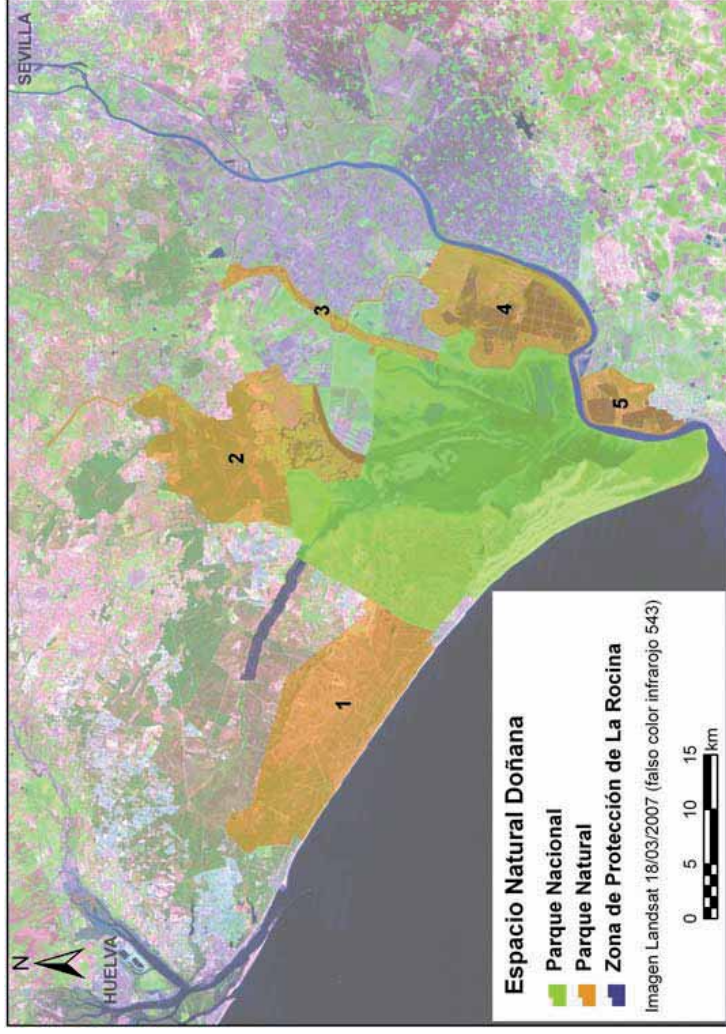 N
HUELVA
SEVILLA
1
2
3
4
5
Espacio Natural Doñana
Parque Nacional
Parque Natural
Zona de Protección de La Rocina
Imagen Landsat 18/03/2007 (falso color infrarojo 543)
0 5 10 15
km